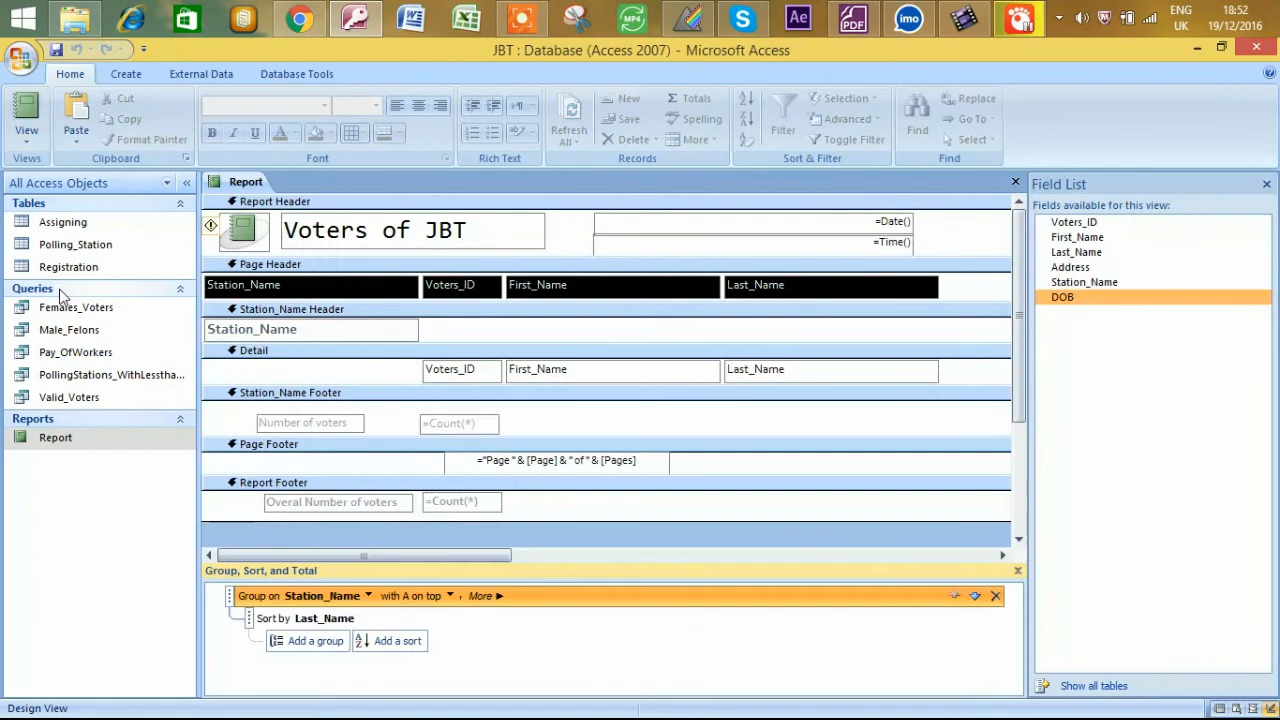 ENG
18:52
UK
19/12/2016
MP4
Ae
PDF
imo
JBT : Database (Access 2007) - Microsoft Access
Home
Create
External Data
Database Tools
View
Views
Paste
Cut
Copy
Format Painter
Clipboard
B I U A
Font
Rich Text
Refresh
All
New
Save
Delete
Totals
Spelling
More
Records
Filter
Selection
Advanced
Toggle Filter
Sort & Filter
Find
Replace
Go To
Select
Find
All Access Objects
Tables
Assigning
Polling_Station
Registration
Queries
Females_Voters
Male_Felons
Pay_OfWorkers
PollingStations_WithLesstha...
Valid_Voters
Reports
Report
Report
Report Header
Voters of JBT
=Date()
=Time()
Page Header
Station_Name Voters_ID First_Name Last_Name
Station_Name Header
Station_Name
Detail
Voters_ID First_Name Last_Name
Station_Name Footer
Number of voters =Count(*)
Page Footer
="Page " & [Page] & " of " & [Pages]
Report Footer
Overal Number of voters =Count(*)
Group, Sort, and Total
Group on Station_Name with A on top , More
Sort by Last_Name
Add a group Add a sort
Field List
Fields available for this view:
Voters_ID
First_Name
Last_Name
Address
Station_Name
DOB
Show all tables
Design View